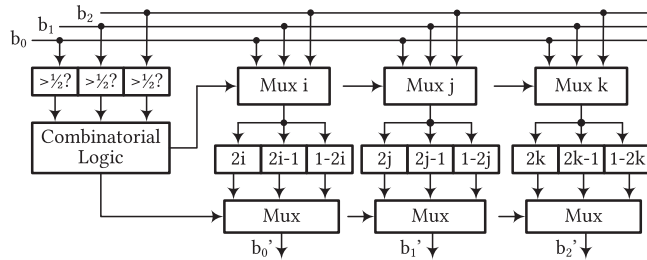 b₂
b₁
b₀
>½? >½? >½?
Mux i Mux j Mux k
Combinatorial
Logic
2i 2i-1 1-2i 2j 2j-1 1-2j 2k 2k-1 1-2k
Mux Mux Mux
b₀' b₁' b₂'